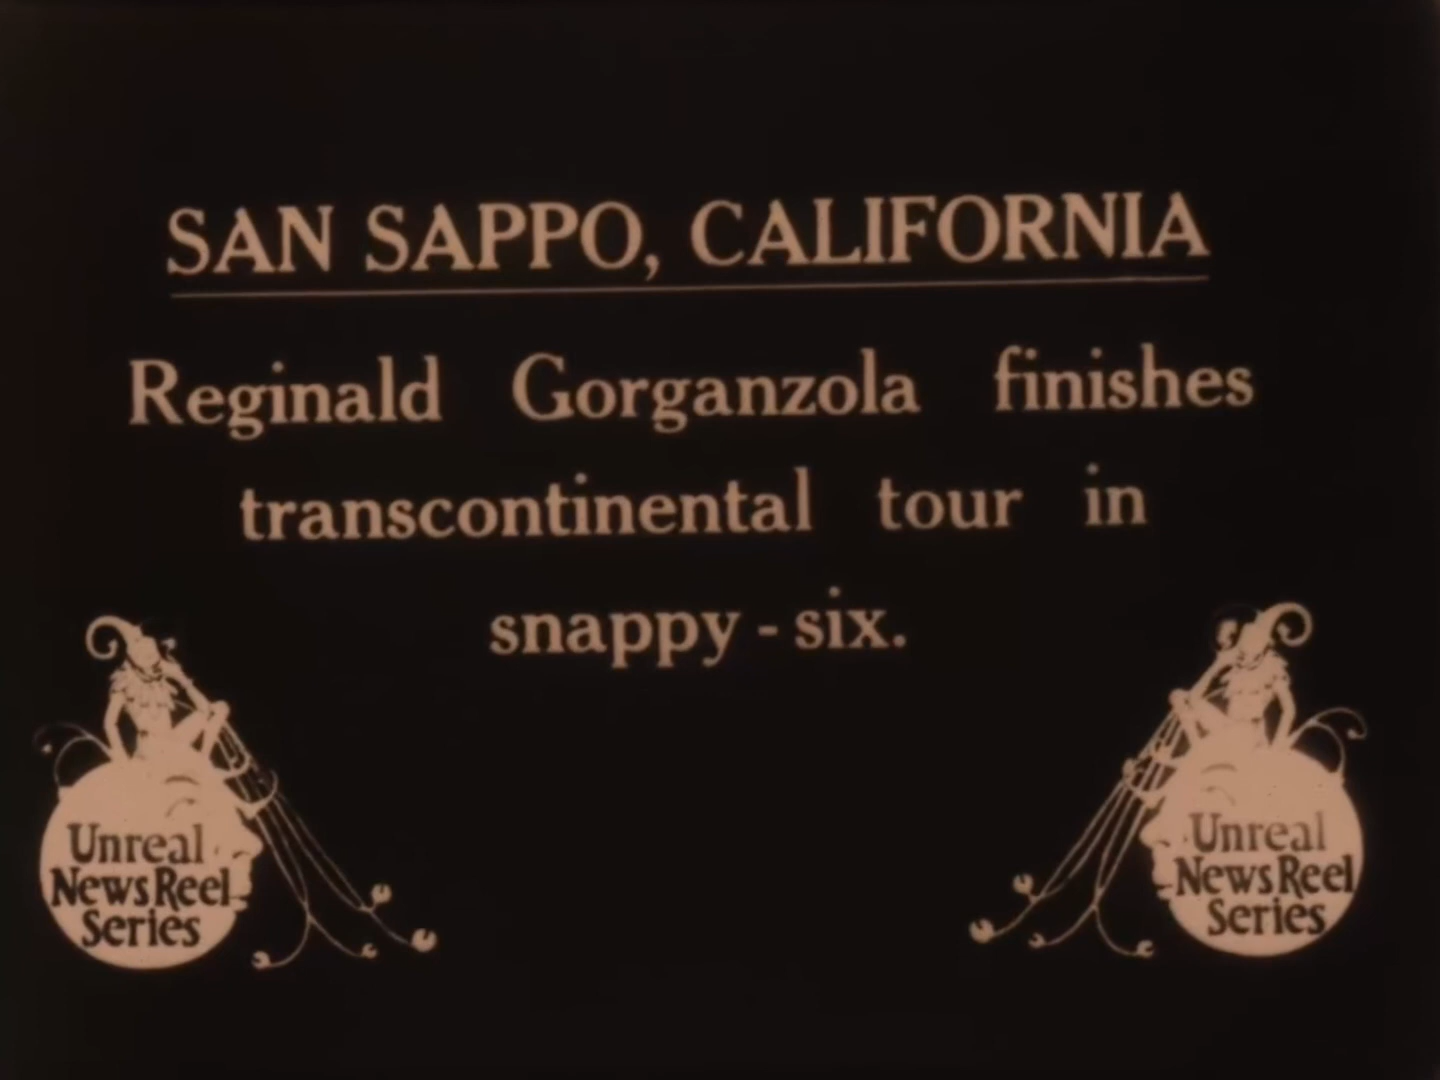 SAN SAPPO, CALIFORNIA
Reginald Gorganzola finishes
transcontinental tour in
snappy - six.
Unreal
News Reel
Series
Unreal
News Reel
Series